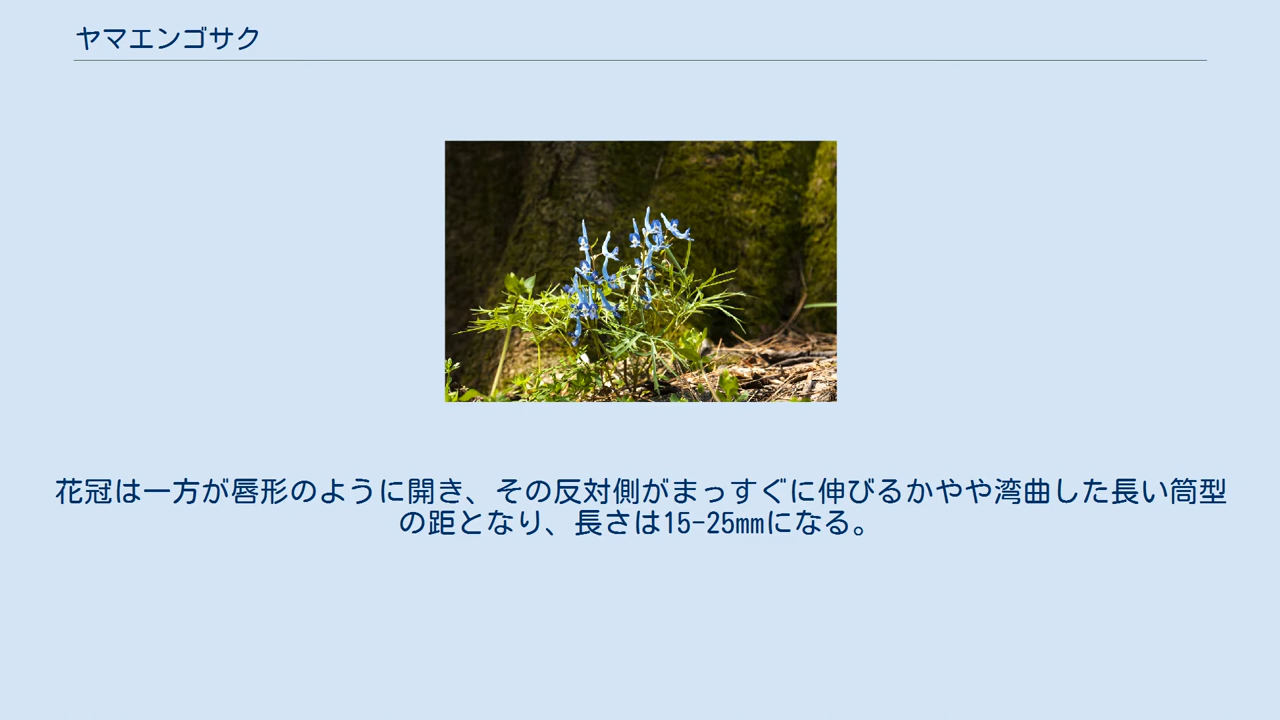 ヤマエンゴサク
花冠は一方が唇形のように開き、その反対側がまっすぐに伸びるかやや湾曲した長い筒型
の距となり、長さは15-25mmになる。